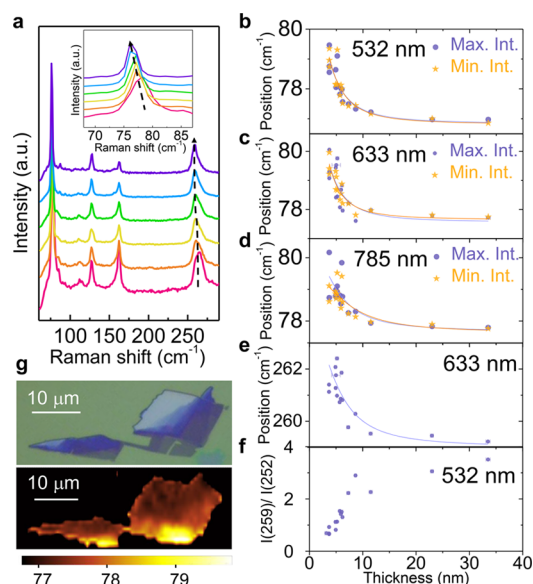 a
Intensity (a.u.)
Intensity (a.u.)
70 75 80 85
Raman shift (cm-1)
75 100 150 200 250
Raman shift (cm-1)
b
Position (cm-1)
80
78
532 nm
Max. Int.
Min. Int.
c
Position (cm-1)
80
78
633 nm
Max. Int.
Min. Int.
d
Position (cm-1)
80
78
785 nm
Max. Int.
Min. Int.
e
Position (cm-1)
262
260
633 nm
f
I(259)/ I(252)
4
2
0
532 nm
0 10 20 30 40
Thickness (nm)
g
10 μm
10 μm
77 78 79